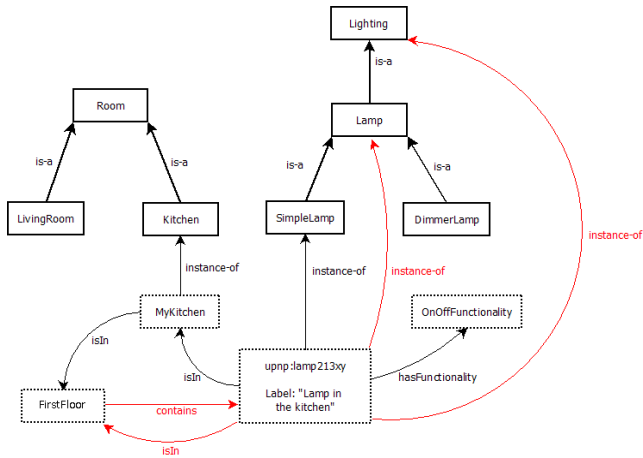 Lighting
is-a
Room
Lamp
is-a
is-a
is-a
is-a
LivingRoom
Kitchen
SimpleLamp
DimmerLamp
instance-of
instance-of
instance-of
instance-of
MyKitchen
OnOffFunctionality
isIn
isIn
upnp:lamp213xy
hasFunctionality
Label: "Lamp in
the kitchen"
FirstFloor
contains
isIn